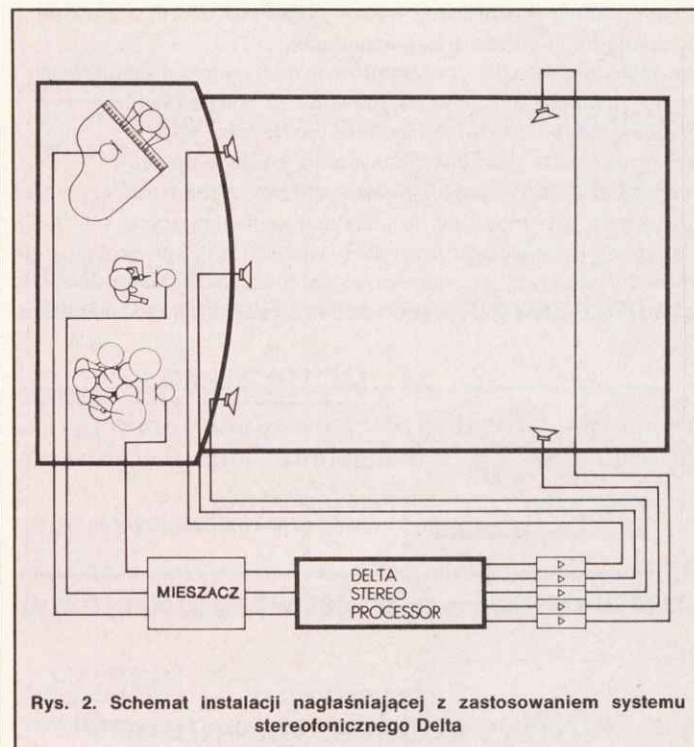 MIESZACZ
DELTA
STEREO
PROCESSOR
Rys. 2. Schemat instalacji nagłaśniającej z zastosowaniem systemu
stereofonicznego Delta